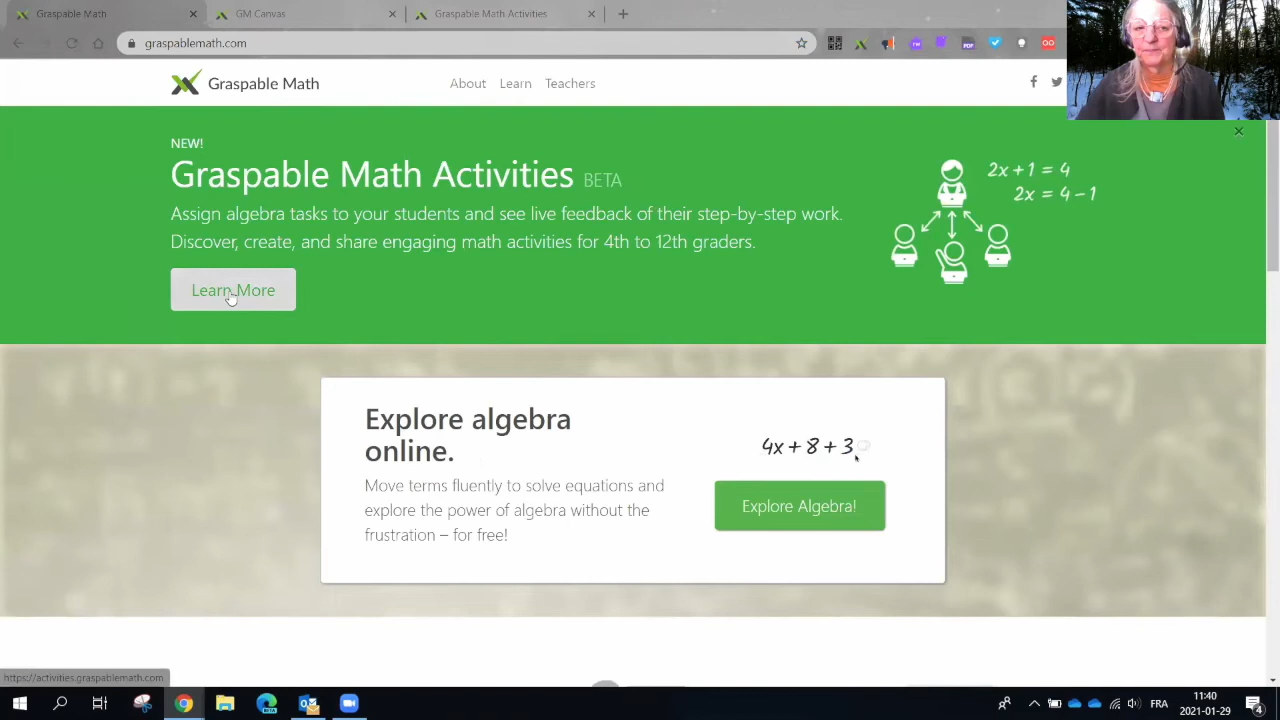 Graspable Math
GM Canvas
Graspable Math Activities
graspablemath.com
Graspable Math
About
Learn
Teachers
NEW!
Graspable Math Activities BETA
Assign algebra tasks to your students and see live feedback of their step-by-step work.
Discover, create, and share engaging math activities for 4th to 12th graders.
Learn More
2x + 1 = 4
2x = 4 - 1
Explore algebra
online.
Move terms fluently to solve equations and
explore the power of algebra without the
frustration – for free!
4x + 8 + 3
Explore Algebra!
https://activities.graspablemath.com
FRA
11:40
2021-01-29
4